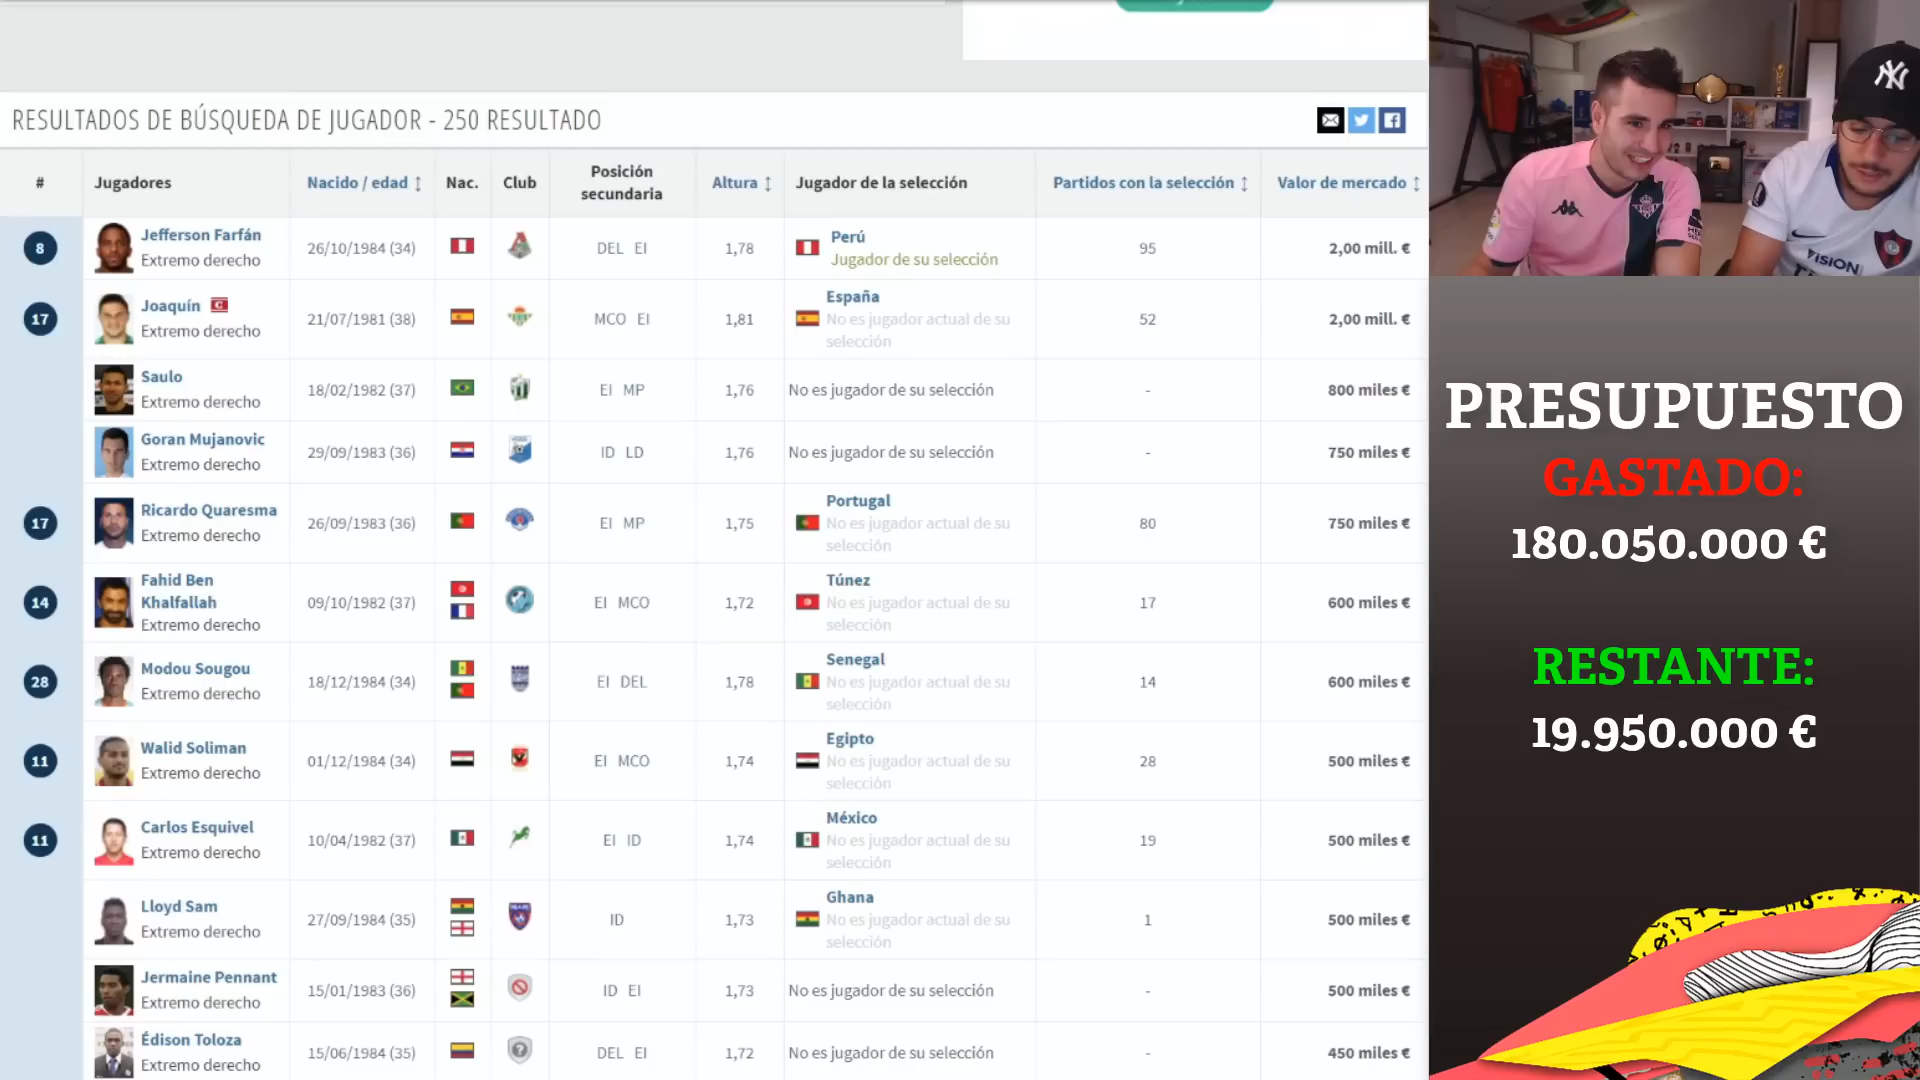 RESULTADOS DE BÚSQUEDA DE JUGADOR - 250 RESULTADO
# Jugadores Nacido / edad Nac. Club Posición secundaria Altura Jugador de la selección Partidos con la selección Valor de mercado
8 Jefferson Farfán Extremo derecho 26/10/1984 (34) DEL EI 1,78 Perú Jugador de su selección 95 2,00 mill. €
17 Joaquín Extremo derecho 21/07/1981 (38) MCO EI 1,81 España No es jugador actual de su selección 52 2,00 mill. €
Saulo Extremo derecho 18/02/1982 (37) EI MP 1,76 No es jugador de su selección - 800 miles €
Goran Mujanovic Extremo derecho 29/09/1983 (36) ID LD 1,76 No es jugador de su selección - 750 miles €
17 Ricardo Quaresma Extremo derecho 26/09/1983 (36) EI MP 1,75 Portugal No es jugador actual de su selección 80 750 miles €
14 Fahid Ben Khalfallah Extremo derecho 09/10/1982 (37) EI MCO 1,72 Túnez No es jugador actual de su selección 17 600 miles €
28 Modou Sougou Extremo derecho 18/12/1984 (34) EI DEL 1,78 Senegal No es jugador actual de su selección 14 600 miles €
11 Walid Soliman Extremo derecho 01/12/1984 (34) EI MCO 1,74 Egipto No es jugador actual de su selección 28 500 miles €
11 Carlos Esquivel Extremo derecho 10/04/1982 (37) EI ID 1,74 México No es jugador actual de su selección 19 500 miles €
Lloyd Sam Extremo derecho 27/09/1984 (35) ID 1,73 Ghana No es jugador actual de su selección 1 500 miles €
Jermaine Pennant Extremo derecho 15/01/1983 (36) ID EI 1,73 No es jugador de su selección - 500 miles €
Édison Toloza Extremo derecho 15/06/1984 (35) DEL EI 1,72 No es jugador de su selección - 450 miles €
PRESUPUESTO
GASTADO:
180.050.000 €
RESTANTE:
19.950.000 €